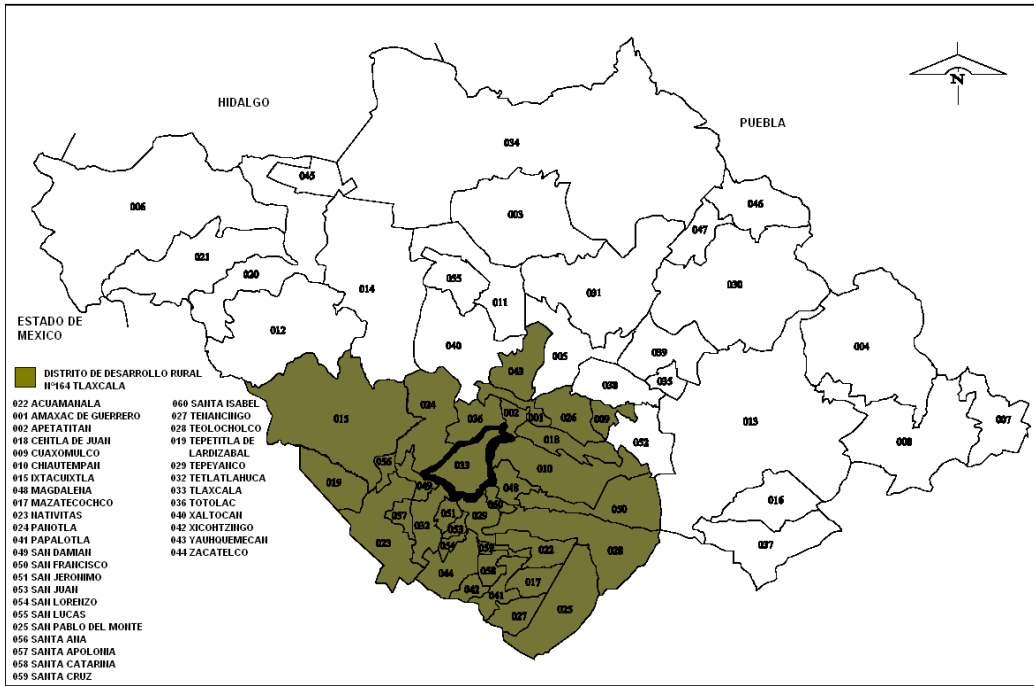 HIDALGO
PUEBLA
N
034
045
006
003
046
047
021
020
055
014
011
031
030
ESTADO DE
MEXICO
012
040
005
039
004
043
038
035
DISTRITO DE DESARROLLO RURAL
Nº164 TLAXCALA
022 ACUAMANALA
001 AMAXAC DE GUERRERO
002 APETATITAN
018 CENTLA DE JUAN
009 CUAXOMULCO
010 CHIAUTEMPAN
015 IXTACUIXTLA
048 MAGDALENA
017 MAZATECOCHCO
023 NATIVITAS
024 PANOTLA
041 PAPALOTLA
049 SAN DAMIAN
050 SAN FRANCISCO
051 SAN JERONIMO
053 SAN JUAN
054 SAN LORENZO
055 SAN LUCAS
025 SAN PABLO DEL MONTE
056 SANTA ANA
057 SANTA APOLONIA
058 SANTA CATARINA
059 SANTA CRUZ
060 SANTA ISABEL
027 TENANCINGO
028 TEOLOCHOLCO
019 TEPETITLA DE
LARDIZABAL
029 TEPEYANCO
032 TETLATLAHUCA
033 TLAXCALA
036 TOTOLAC
040 XALTOCAN
042 XICOHTZINGO
043 YAUHQUEMECAN
044 ZACATELCO
015
024
036
002
001
026
009
018
052
013
008
007
056
033
010
019
049
048
016
050
060
057
051
029
032
053
037
023
054
059
022
028
044
058
017
042
041
025
027